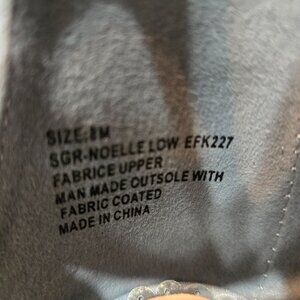 SIZE:8M
SGR-NOELLE LOW-EFK227
FABRICE UPPER
MAN MADE OUTSOLE WITH
FABRIC COATED
MADE IN CHINA